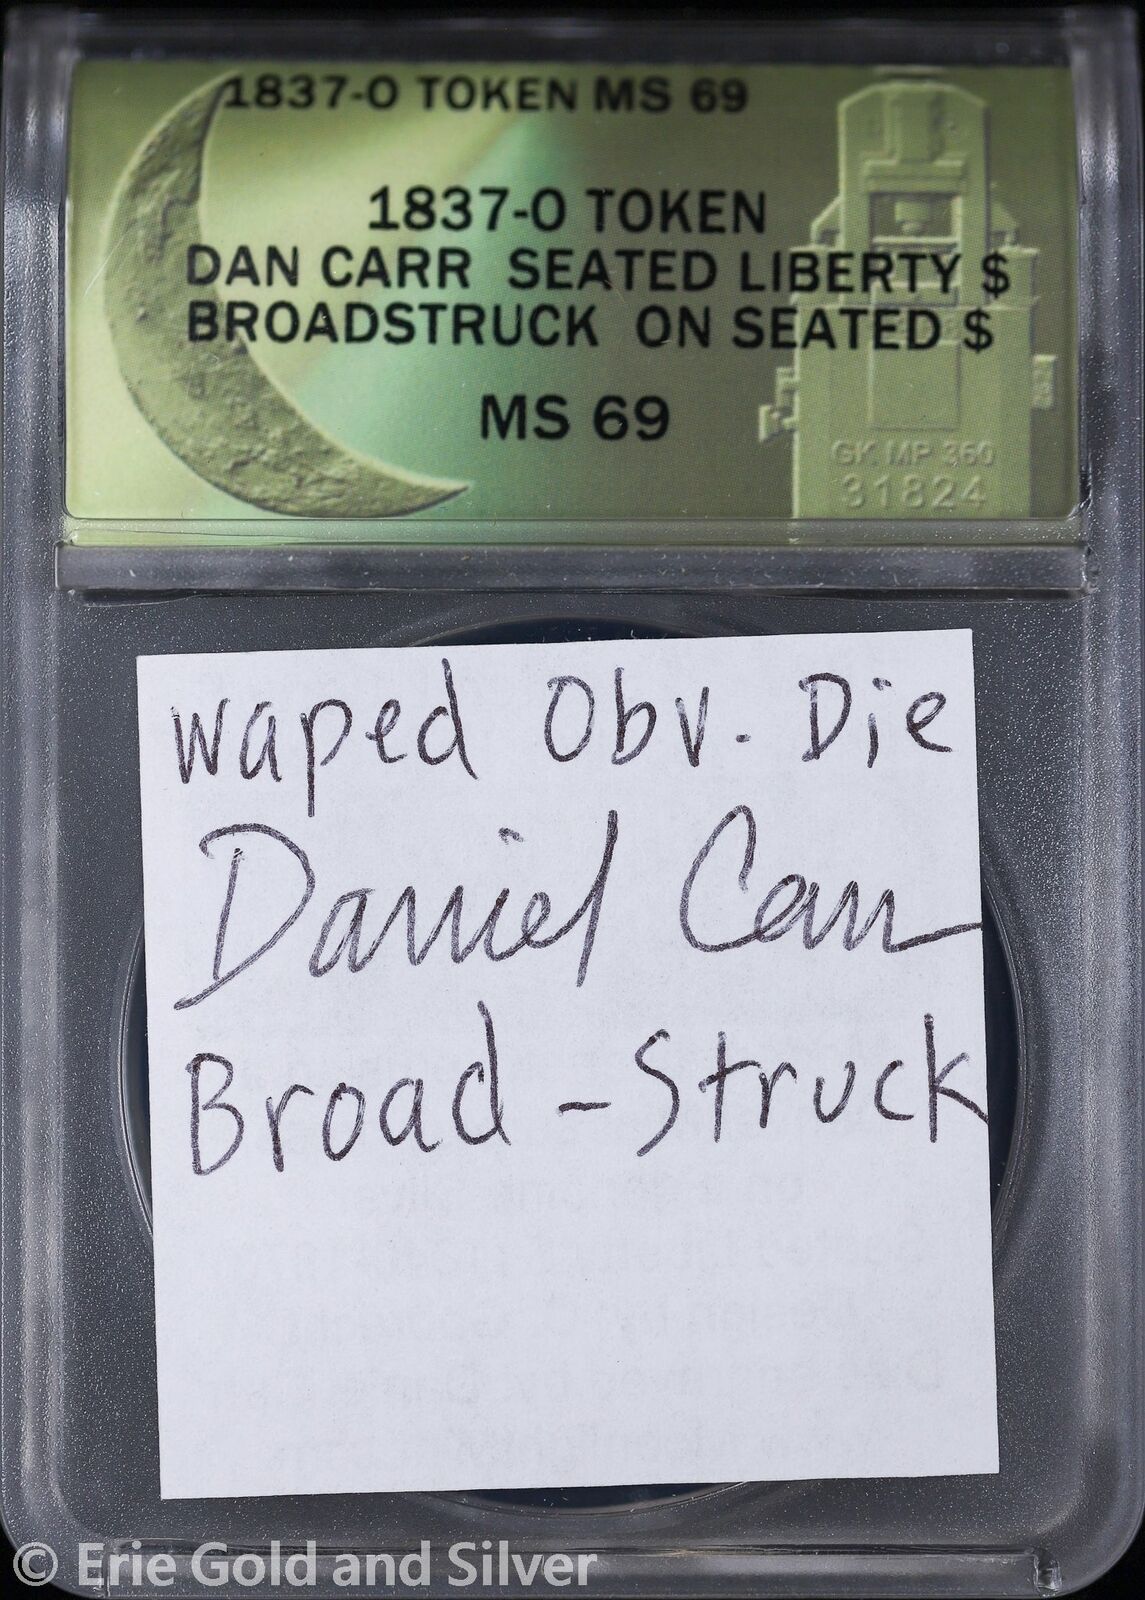 1837-O TOKEN MS 69
1837-O TOKEN
DAN CARR SEATED LIBERTY $
BROADSTRUCK ON SEATED $
MS 69
GK MP 360
31824
Waped Obv. Die
Daniel Carr
Broad-Struck
© Erie Gold and Silver